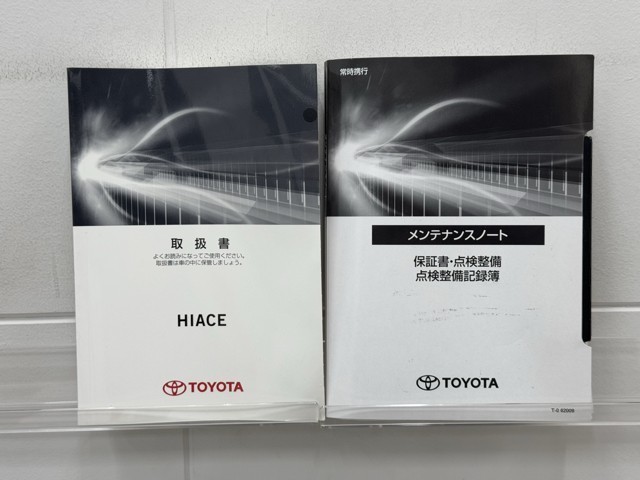 取扱書
よくお読みになってご使用ください。
取扱書は車の中に保管しましょう。
HIACE
TOYOTA
常時携行
メンテナンスノート
保証書・点検整備
点検整備記録簿
TOYOTA